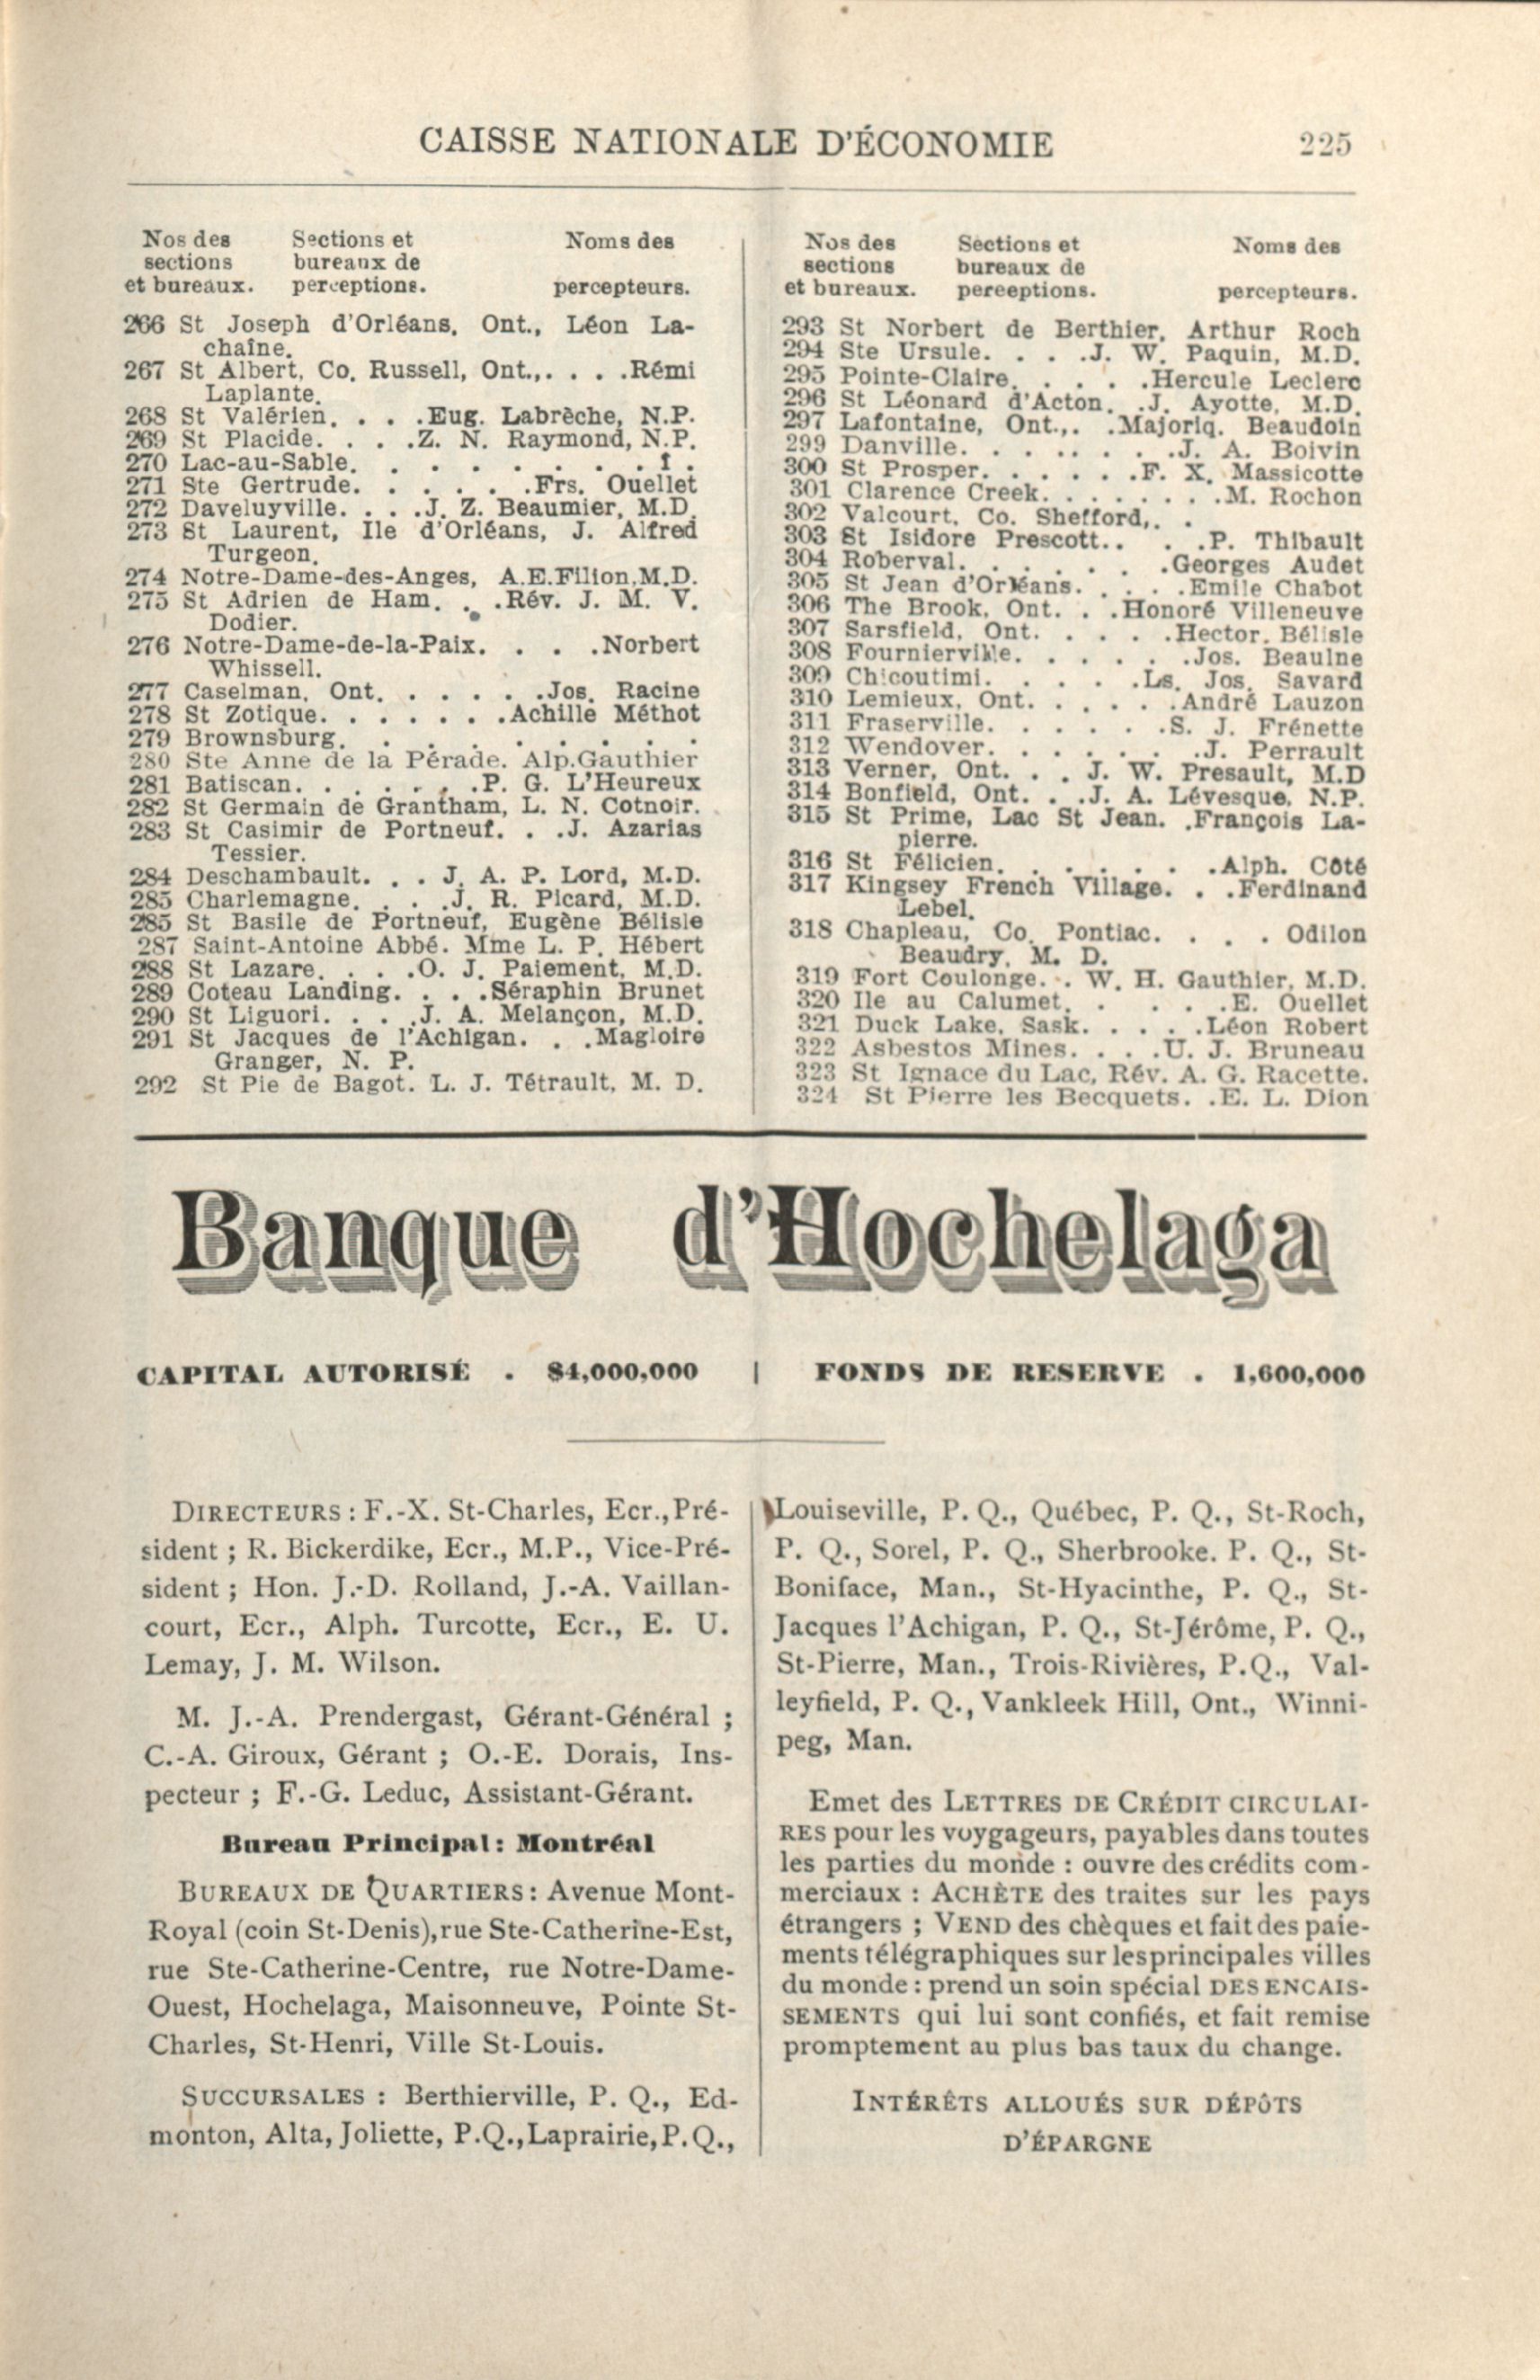 CAISSE NATIONALE D'ÉCONOMIE 225
Nos des Sections et Noms des
sections bureaux de
et bureaux. perceptions. percepteurs.
266 St Joseph d'Orléans, Ont., Léon La-
chaîne.
267 St Albert, Co, Russell, Ont.,. . . .Rémi
Laplante.
268 St Valérien. . . .Eug. Labrèche, N.P.
269 St Placide. . . .Z. N. Raymond, N.P.
270 Lac-au-Sable. . . . . . . .
271 Ste Gertrude. . . . . .Frs. Ouellet
272 Daveluyville. . . .J. Z. Beaumier, M.D.
273 St Laurent, Ile d'Orléans, J. Alfred
Turgeon.
274 Notre-Dame-des-Anges, A.E.Filion,M.D.
275 St Adrien de Ham. . .Rév. J. M. V.
Dodier.
276 Notre-Dame-de-la-Paix. . . . .Norbert
Whissell.
277 Caselman, Ont. . . . . . .Jos. Racine
278 St Zotique. . . . . . . .Achille Méthot
279 Brownsburg. . . . . . . .
280 Ste Anne de la Pérade. Alp.Gauthier
281 Batiscan. . . . . . .P. G. L'Heureux
282 St Germain de Grantham, L. N. Cotnoir.
283 St Casimir de Portneuf. . . .J. Azarias
Tessier.
284 Deschambault. . . J. A. P. Lord, M.D.
285 Charlemagne. . . .J. R. Picard, M.D.
285 St Basile de Portneuf, Eugène Bélisle
287 Saint-Antoine Abbé. Mme L. P. Hébert
288 St Lazare. . . . .O. J. Paiement, M.D.
289 Coteau Landing. . . .Séraphin Brunet
290 St Liguori. . . . .J. A. Melançon, M.D.
291 St Jacques de l'Achigan. . .Magloire
Granger, N. P.
292 St Pie de Bagot. L. J. Tétrault, M. D.
Nos des Sections et Noms des
sections bureaux de
et bureaux. pereeptions. percepteurs.
293 St Norbert de Berthier, Arthur Roch
294 Ste Ursule. . . . .J. W. Paquin, M.D.
295 Pointe-Claire. . . . . .Hercule Leclerc
296 St Léonard d'Acton. .J. Ayotte, M.D.
297 Lafontaine, Ont.,. .Majoriq. Beaudoin
299 Danville. . . . . . . . .J. A. Boivin
300 St Prosper. . . . . . .F. X. Massicotte
301 Clarence Creek. . . . . . . .M. Rochon
302 Valcourt, Co. Shefford,. .
303 St Isidore Prescott.. . . .P. Thibault
304 Roberval. . . . . . . .Georges Audet
305 St Jean d'Orléans. . . . .Emile Chabot
306 The Brook, Ont. . .Honoré Villeneuve
307 Sarsfield, Ont. . . . . .Hector. Bélisle
308 Fournierville. . . . . . .Jos. Beaulne
309 Chicoutimi. . . . . .Ls. Jos. Savard
310 Lemieux, Ont. . . . . . .André Lauzon
311 Fraserville. . . . . . .S. J. Frénette
312 Wendover. . . . . . . .J. Perrault
313 Verner, Ont. . . . J. W. Presault, M.D
314 Bonfield, Ont. . . .J. A. Lévesque, N.P.
315 St Prime, Lac St Jean. .François La-
pierre.
316 St Félicien. . . . . . . .Alph. Côté
317 Kingsey French Village. . . .Ferdinand
Lebel.
318 Chapleau, Co. Pontiac. . . . . Odilon
Beaudry, M. D.
319 Fort Coulonge. . . W. H. Gauthier, M.D.
320 Ile au Calumet. . . . . .E. Ouellet
321 Duck Lake, Sask. . . . . .Léon Robert
322 Asbestos Mines. . . . .U. J. Bruneau
323 St Ignace du Lac, Rév. A. G. Racette.
324 St Pierre les Becquets. .E. L. Dion
Banque d'Hochelaga
CAPITAL AUTORISÉ . $4,000,000 | FONDS DE RESERVE . 1,600,000
DIRECTEURS : F.-X. St-Charles, Ecr., Pré-
sident ; R. Bickerdike, Ecr., M.P., Vice-Pré-
sident ; Hon. J.-D. Rolland, J.-A. Vaillan-
court, Ecr., Alph. Turcotte, Ecr., E. U.
Lemay, J. M. Wilson.
M. J.-A. Prendergast, Gérant-Général ;
C.-A. Giroux, Gérant ; O.-E. Dorais, Ins-
pecteur ; F.-G. Leduc, Assistant-Gérant.
Bureau Principal: Montréal
BUREAUX DE QUARTIERS : Avenue Mont-
Royal (coin St-Denis), rue Ste-Catherine-Est,
rue Ste-Catherine-Centre, rue Notre-Dame-
Ouest, Hochelaga, Maisonneuve, Pointe St-
Charles, St-Henri, Ville St-Louis.
SUCCURSALES : Berthierville, P. Q., Ed-
monton, Alta, Joliette, P.Q., Laprairie, P. Q.,
Louiseville, P. Q., Québec, P. Q., St-Roch,
P. Q., Sorel, P. Q., Sherbrooke. P. Q., St-
Boniface, Man., St-Hyacinthe, P. Q., St-
Jacques l'Achigan, P. Q., St-Jérôme, P. Q.,
St-Pierre, Man., Trois-Rivières, P.Q., Val-
leyfield, P. Q., Vankleek Hill, Ont., Winni-
peg, Man.
Emet des LETTRES DE CRÉDIT CIRCULAI-
RES pour les voygageurs, payables dans toutes
les parties du monde : ouvre des crédits com-
merciaux : ACHÈTE des traites sur les pays
étrangers ; VEND des chèques et fait des paie-
ments télégraphiques sur lesprincipales villes
du monde : prend un soin spécial DES ENCAIS-
SEMENTS qui lui sont confiés, et fait remise
promptement au plus bas taux du change.
INTÉRÊTS ALLOUÉS SUR DÉPÔTS
D'ÉPARGNE